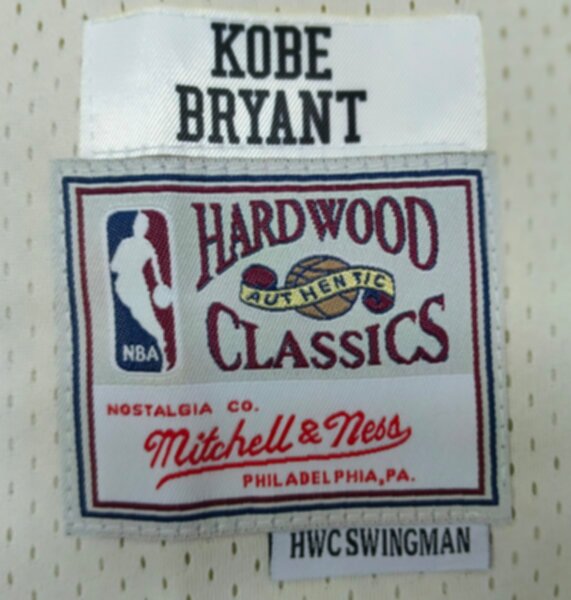 KOBE
BRYANT
HARDWOOD
AUTHENTIC
CLASSICS
NBA
NOSTALGIA CO.
Mitchell & Ness
PHILADELPHIA, PA.
HWC SWINGMAN